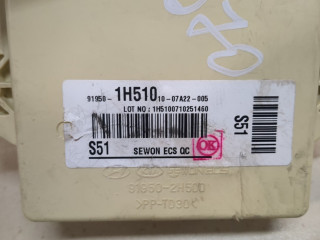 91950- 1H510 10-07A22-005
LOT NO : 1H5100710251460
S51
S51 SEWON ECS QC OK
91950-2H500